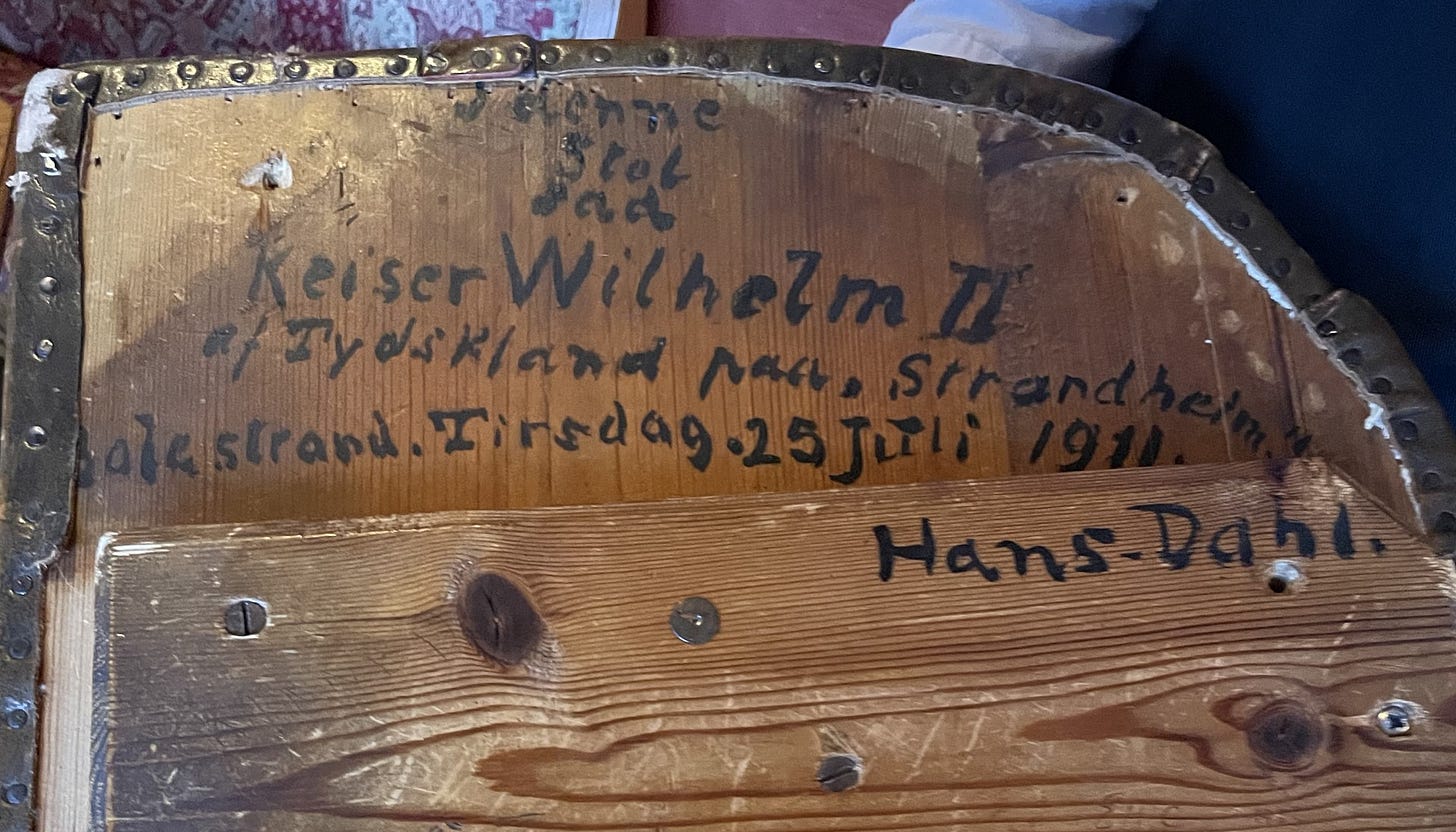 I denne
Stol
sad
Keiser Wilhelm II
af Tydskland paa. Strandheim.
Balestrand. Tirsdag. 25 Juli 1911.
Hans-Dahl.